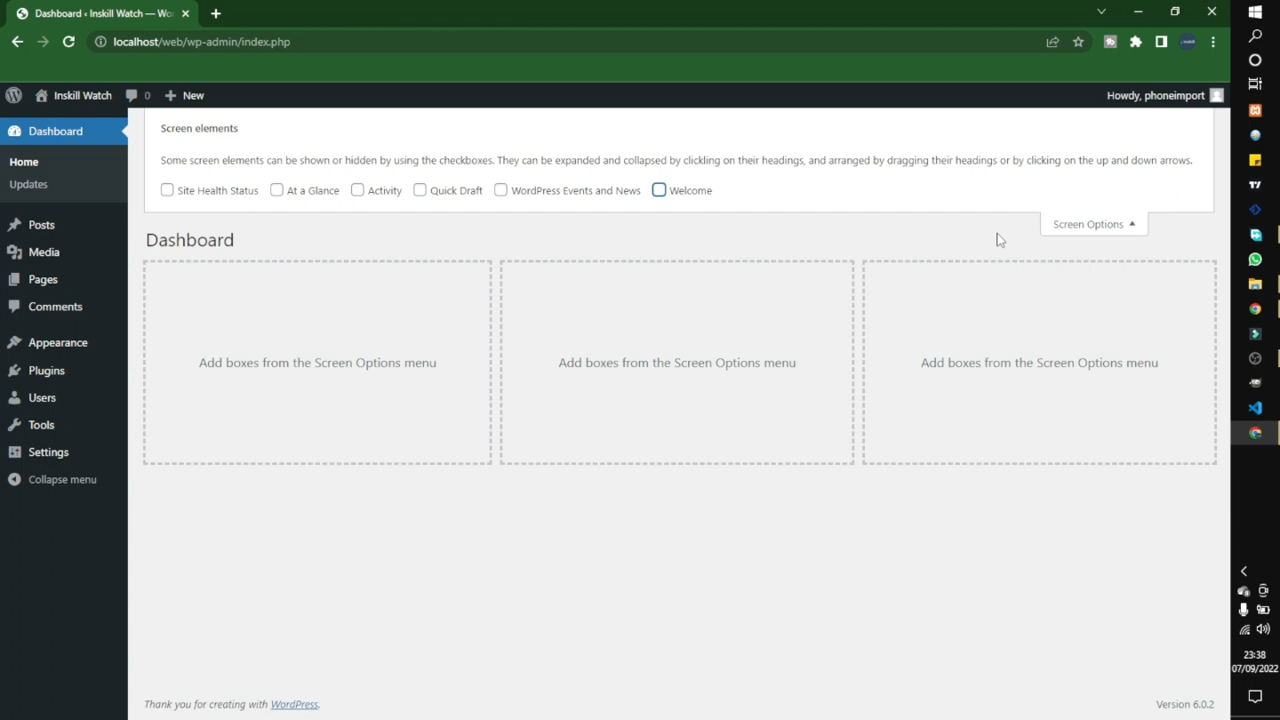 Dashboard ‹ Inskill Watch — Wor
localhost/web/wp-admin/index.php
Inskill Watch 0 New Howdy, phoneimport
Dashboard
Home
Updates
Posts
Media
Pages
Comments
Appearance
Plugins
Users
Tools
Settings
Collapse menu
Screen elements
Some screen elements can be shown or hidden by using the checkboxes. They can be expanded and collapsed by clickling on their headings, and arranged by dragging their headings or by clicking on the up and down arrows.
Site Health Status At a Glance Activity Quick Draft WordPress Events and News Welcome
Screen Options
Dashboard
Add boxes from the Screen Options menu
Add boxes from the Screen Options menu
Add boxes from the Screen Options menu
Thank you for creating with WordPress.
Version 6.0.2
23:38
07/09/2022